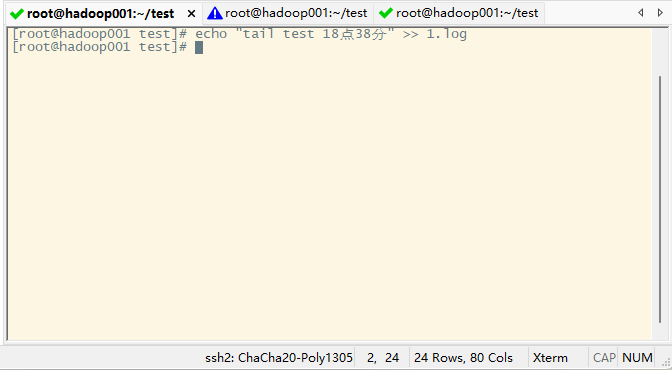 root@hadoop001:~/test root@hadoop001:~/test root@hadoop001:~/test
[root@hadoop001 test]# echo "tail test 18点38分" >> 1.log
[root@hadoop001 test]#
ssh2: ChaCha20-Poly1305 2, 24 24 Rows, 80 Cols Xterm CAP NUM